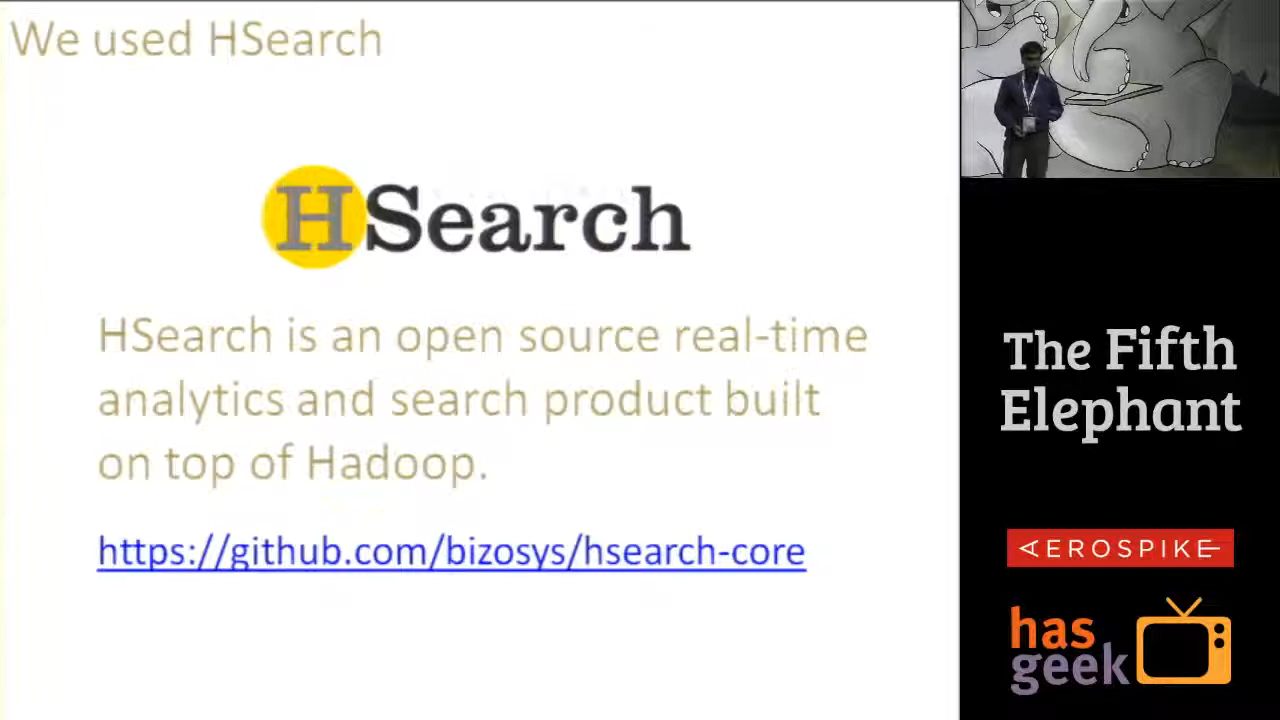 We used HSearch
HSearch
HSearch is an open source real-time
analytics and search product built
on top of Hadoop.
https://github.com/bizosys/hsearch-core
The Fifth
Elephant
AEROSPIKE
has
geek